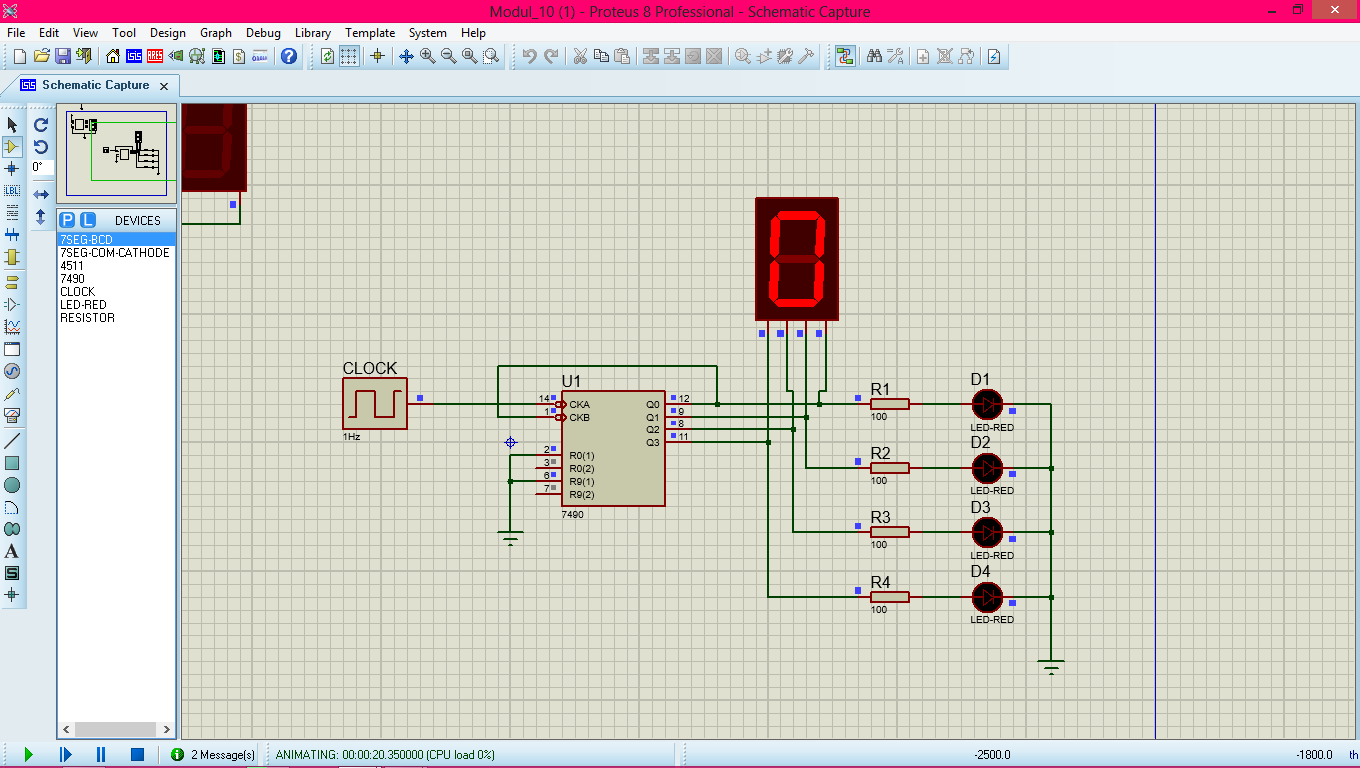 Modul_10 (1) - Proteus 8 Professional - Schematic Capture
File Edit View Tool Design Graph Debug Library Template System Help
Schematic Capture
0°
LBL
P L DEVICES
7SEG-BCD
7SEG-COM-CATHODE
4511
7490
CLOCK
LED-RED
RESISTOR
A
S
CLOCK
1Hz
U1
14 CKA Q0 12
1 CKB Q1 9
Q2 8
Q3 11
2 R0(1)
3 R0(2)
6 R9(1)
7 R9(2)
7490
0
R1
100
D1
LED-RED
R2
100
D2
LED-RED
R3
100
D3
LED-RED
R4
100
D4
LED-RED
2 Message(s) ANIMATING: 00:00:20.350000 (CPU load 0%) -2500.0 -1800.0 th